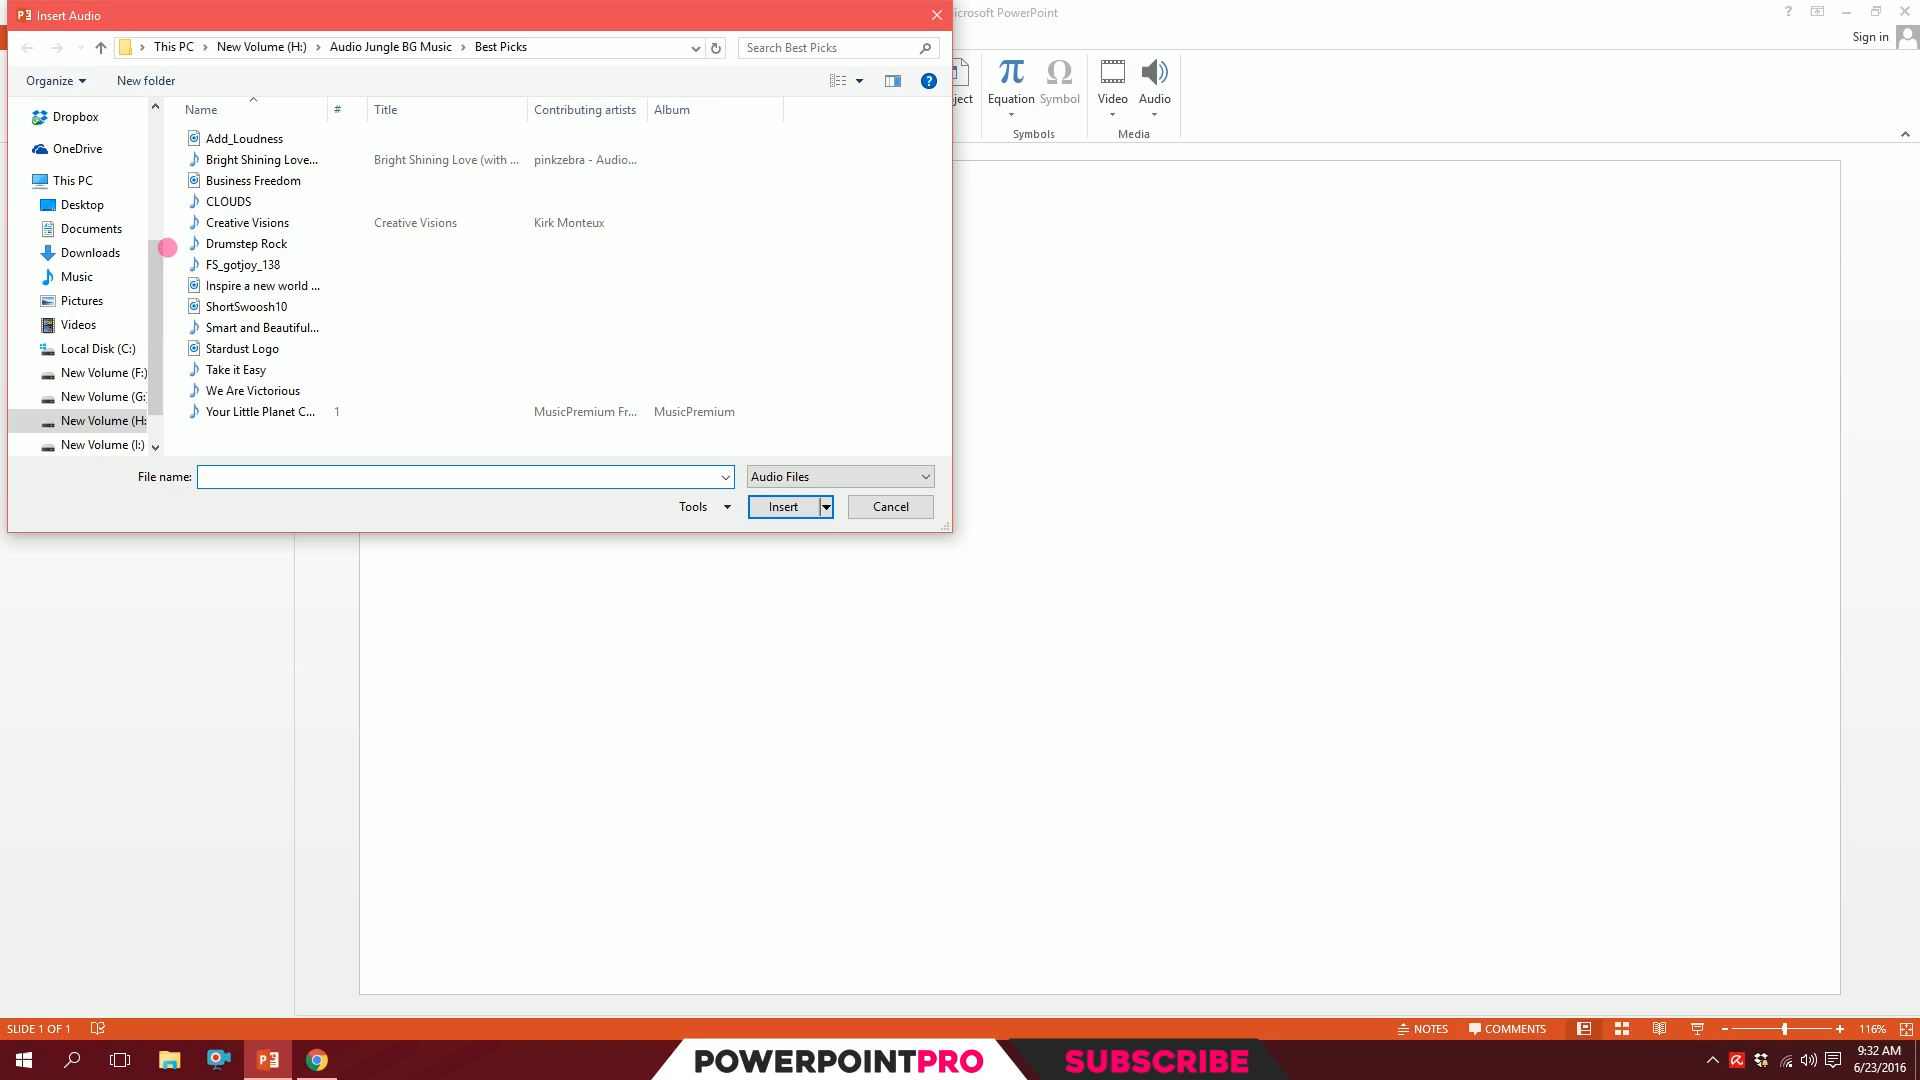 Insert Audio
icrosoft PowerPoint
Sign in
This PC > New Volume (H:) > Audio Jungle BG Music > Best Picks
Search Best Picks
Organize
New folder
ject
Equation
Symbol
Video
Audio
Symbols
Media
Name
#
Title
Contributing artists
Album
Dropbox
OneDrive
This PC
Desktop
Documents
Downloads
Music
Pictures
Videos
Local Disk (C:)
New Volume (F:)
New Volume (G:
New Volume (H:
New Volume (I:)
Add_Loudness
Bright Shining Love... Bright Shining Love (with ... pinkzebra - Audio...
Business Freedom
CLOUDS
Creative Visions Creative Visions Kirk Monteux
Drumstep Rock
FS_gotjoy_138
Inspire a new world ...
ShortSwoosh10
Smart and Beautiful...
Stardust Logo
Take it Easy
We Are Victorious
Your Little Planet C... 1 MusicPremium Fr... MusicPremium
File name:
Audio Files
Tools
Insert
Cancel
SLIDE 1 OF 1
NOTES
COMMENTS
116%
POWERPOINTPRO
SUBSCRIBE
9:32 AM
6/23/2016